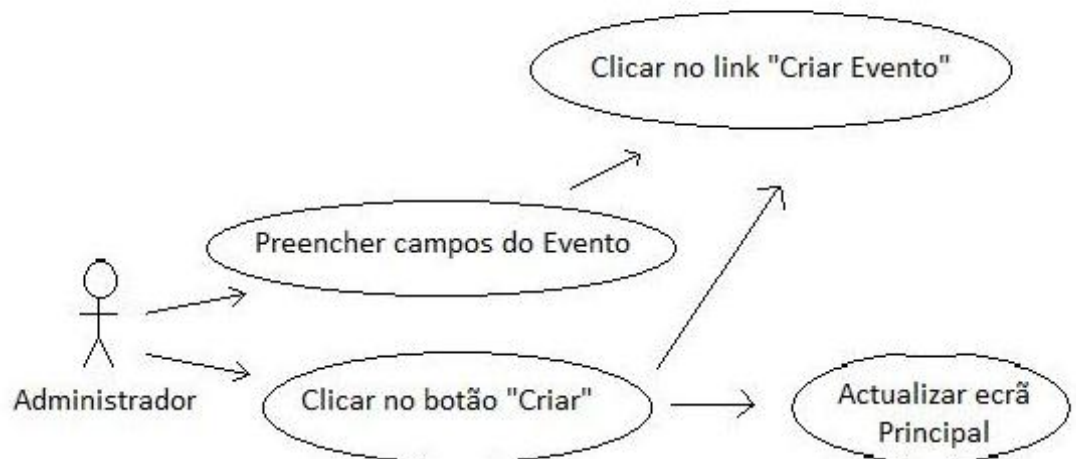 Clicar no link "Criar Evento"
Preencher campos do Evento
Administrador
Clicar no botão "Criar"
Actualizar ecrã
Principal